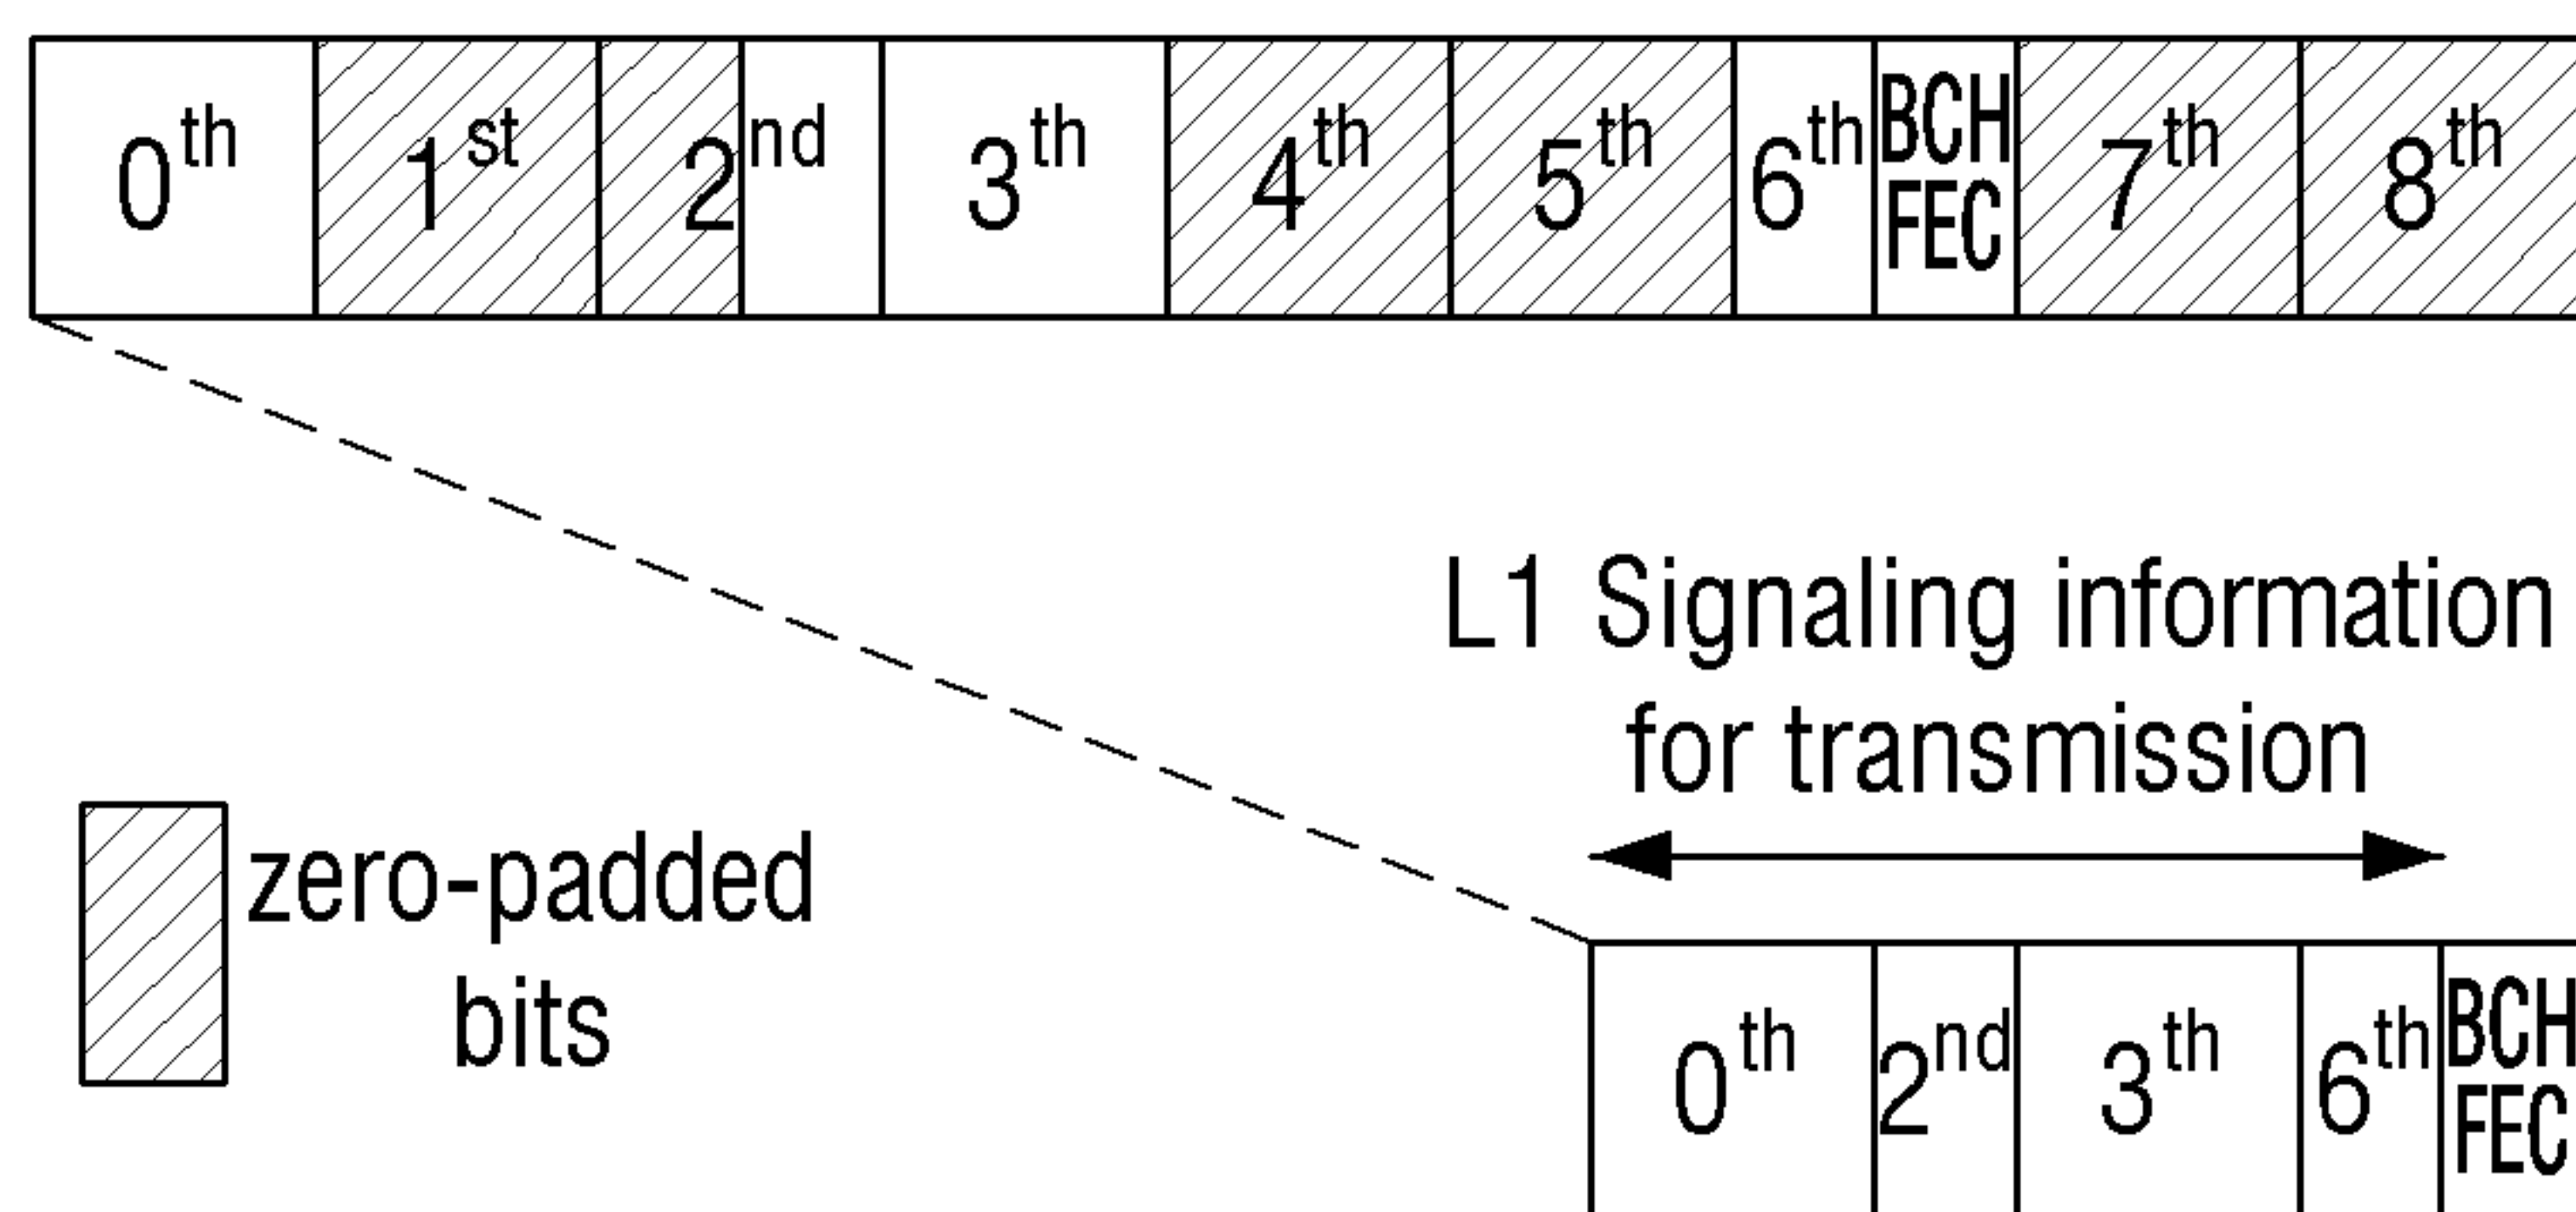 0th 1st 2nd 3th 4th 5th 6th BCH FEC 7th 8th
L1 Signaling information
for transmission
zero-padded
bits
0th 2nd 3th 6th BCH FEC